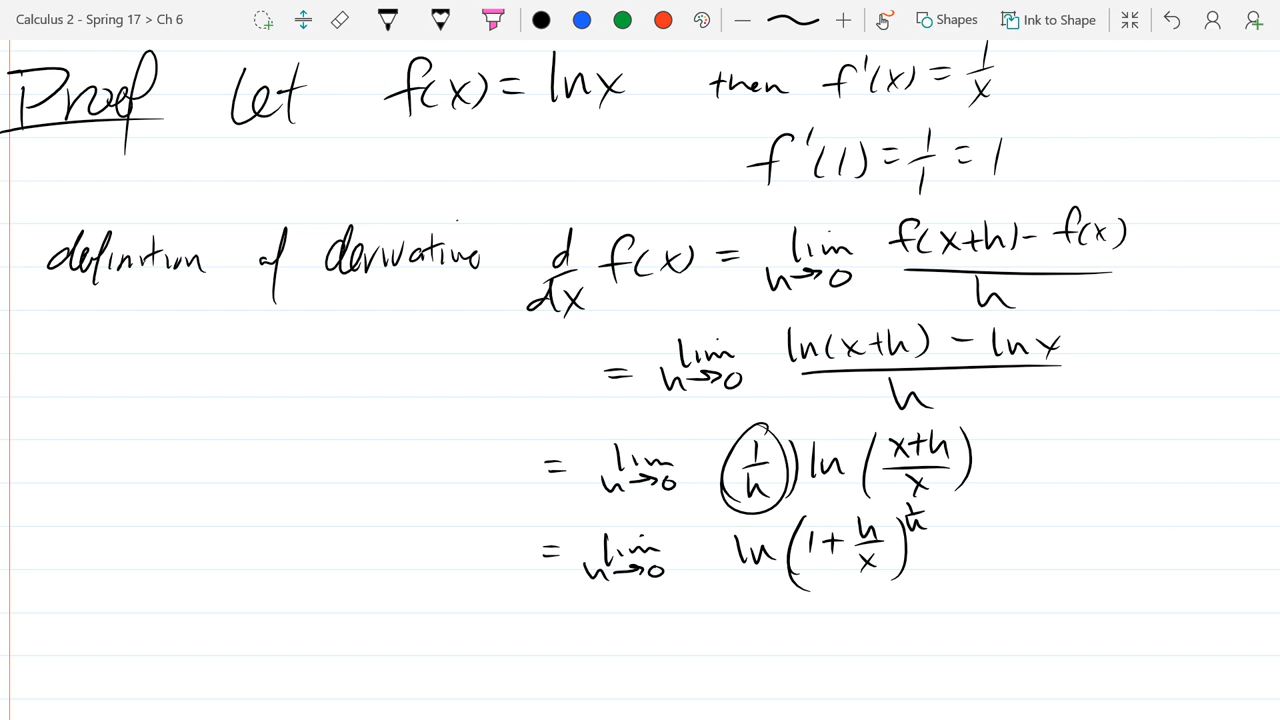 Calculus 2 - Spring 17 > Ch 6 Shapes Ink to Shape
Proof Let f(x) = ln x then f'(x) = 1/x
f'(1) = 1/1 = 1
definition of derivative d/dx f(x) = lim h→0 (f(x+h) - f(x))/h
= lim h→0 (ln(x+h) - ln x)/h
= lim h→0 (1/h) ln((x+h)/x)
= lim h→0 ln(1 + h/x)^(1/h)